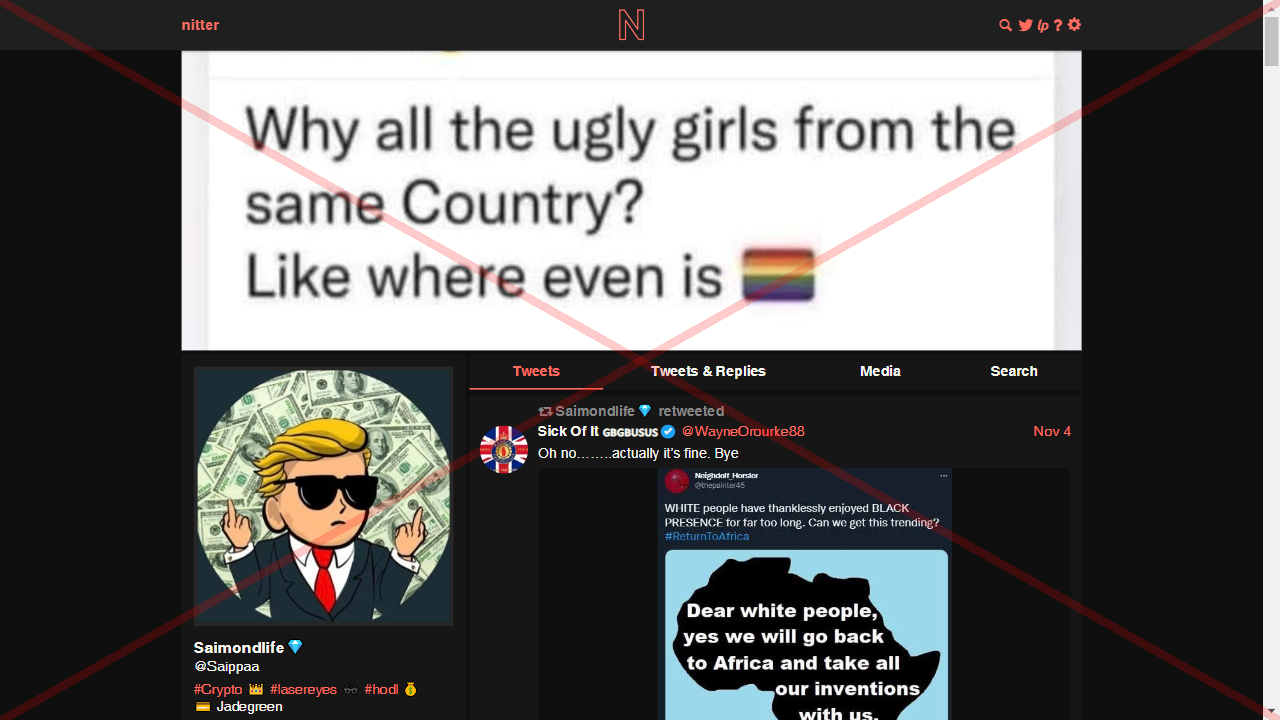 nitter
N
lp ?
Why all the ugly girls from the
same Country?
Like where even is
Tweets
Tweets & Replies
Media
Search
Saimondlife retweeted
Sick Of It GBGBUSUS @WayneOrourke88
Nov 4
Oh no........actually it's fine. Bye
Neighdolf_Horsler
@thepainter45
WHITE people have thanklessly enjoyed BLACK
PRESENCE for far too long. Can we get this trending?
#ReturnToAfrica
Dear white people,
yes we will go back
to Africa and take all
our inventions
with us.
Saimondlife
@Saippaa
#Crypto #lasereyes #hodl
Jadegreen